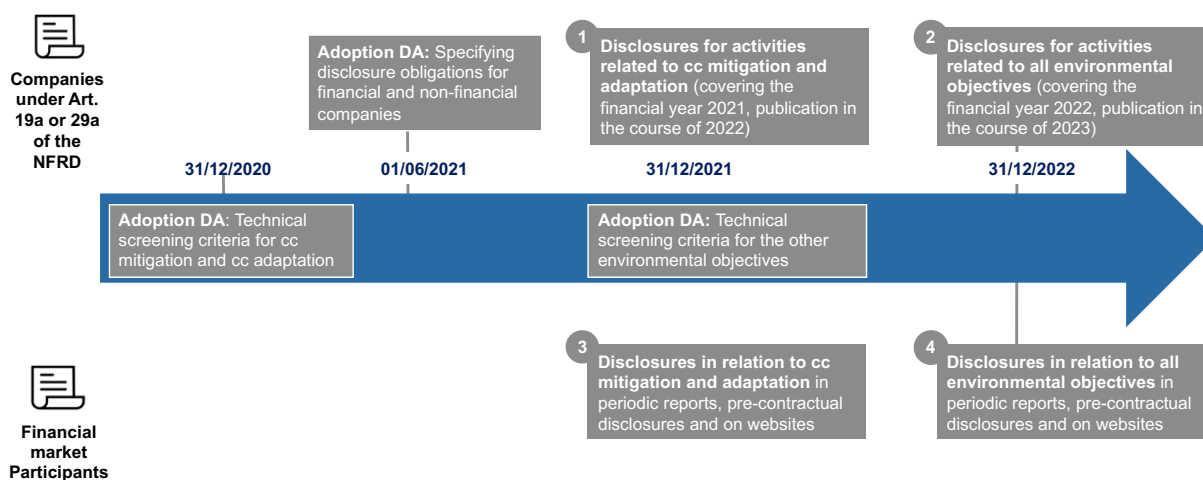 Companies
under Art.
19a or 29a
of the
NFRD
Adoption DA: Specifying
disclosure obligations for
financial and non-financial
companies
1
Disclosures for activities
related to cc mitigation and
adaptation (covering the
financial year 2021, publication in
the course of 2022)
2
Disclosures for activities
related to all environmental
objectives (covering the
financial year 2022, publication in
the course of 2023)
31/12/2020
01/06/2021
31/12/2021
31/12/2022
Adoption DA: Technical
screening criteria for cc
mitigation and cc adaptation
Adoption DA: Technical
screening criteria for the other
environmental objectives
3
Disclosures in relation to cc
mitigation and adaptation in
periodic reports, pre-contractual
disclosures and on websites
4
Disclosures in relation to all
environmental objectives in
periodic reports, pre-contractual
disclosures and on websites
Financial
market
Participants